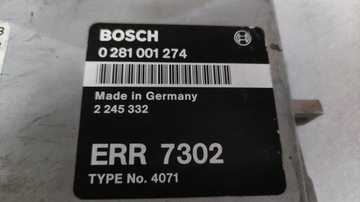 BOSCH
0 281 001 274
Made in Germany
2 245 332
ERR 7302
TYPE No. 4071